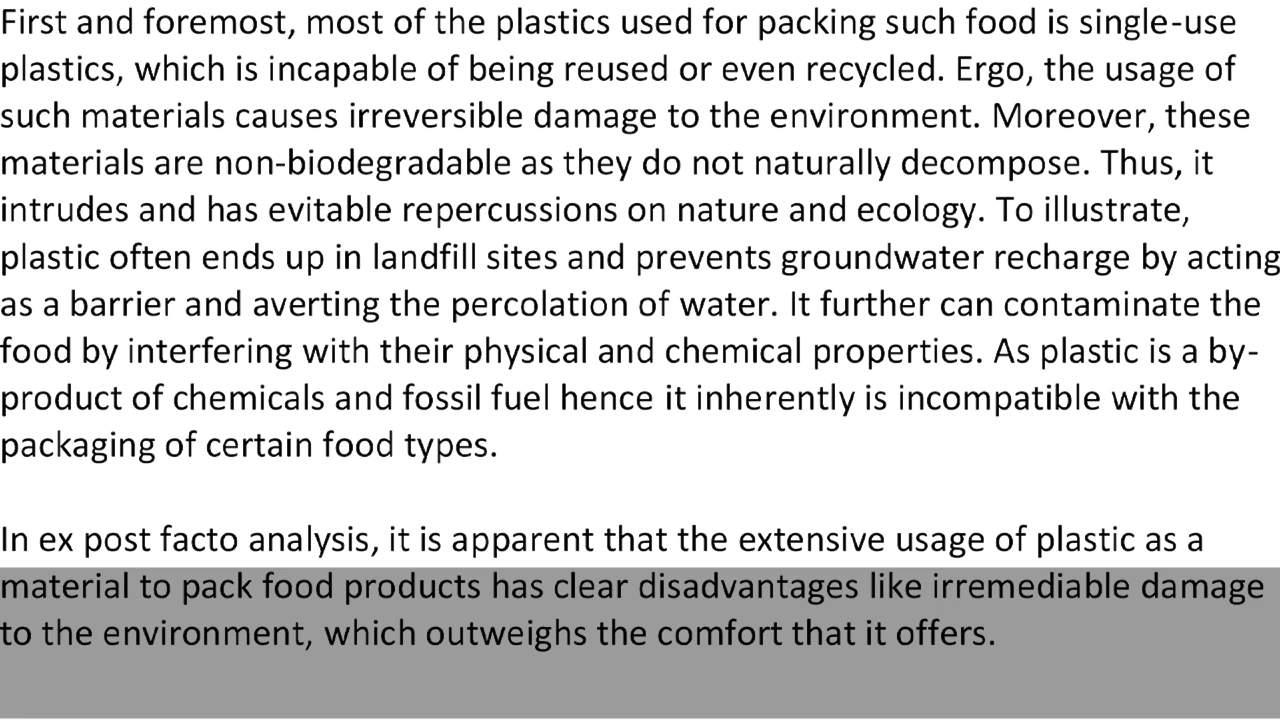 First and foremost, most of the plastics used for packing such food is single-use
plastics, which is incapable of being reused or even recycled. Ergo, the usage of
such materials causes irreversible damage to the environment. Moreover, these
materials are non-biodegradable as they do not naturally decompose. Thus, it
intrudes and has evitable repercussions on nature and ecology. To illustrate,
plastic often ends up in landfill sites and prevents groundwater recharge by acting
as a barrier and averting the percolation of water. It further can contaminate the
food by interfering with their physical and chemical properties. As plastic is a by-
product of chemicals and fossil fuel hence it inherently is incompatible with the
packaging of certain food types.
In ex post facto analysis, it is apparent that the extensive usage of plastic as a
material to pack food products has clear disadvantages like irremediable damage
to the environment, which outweighs the comfort that it offers.